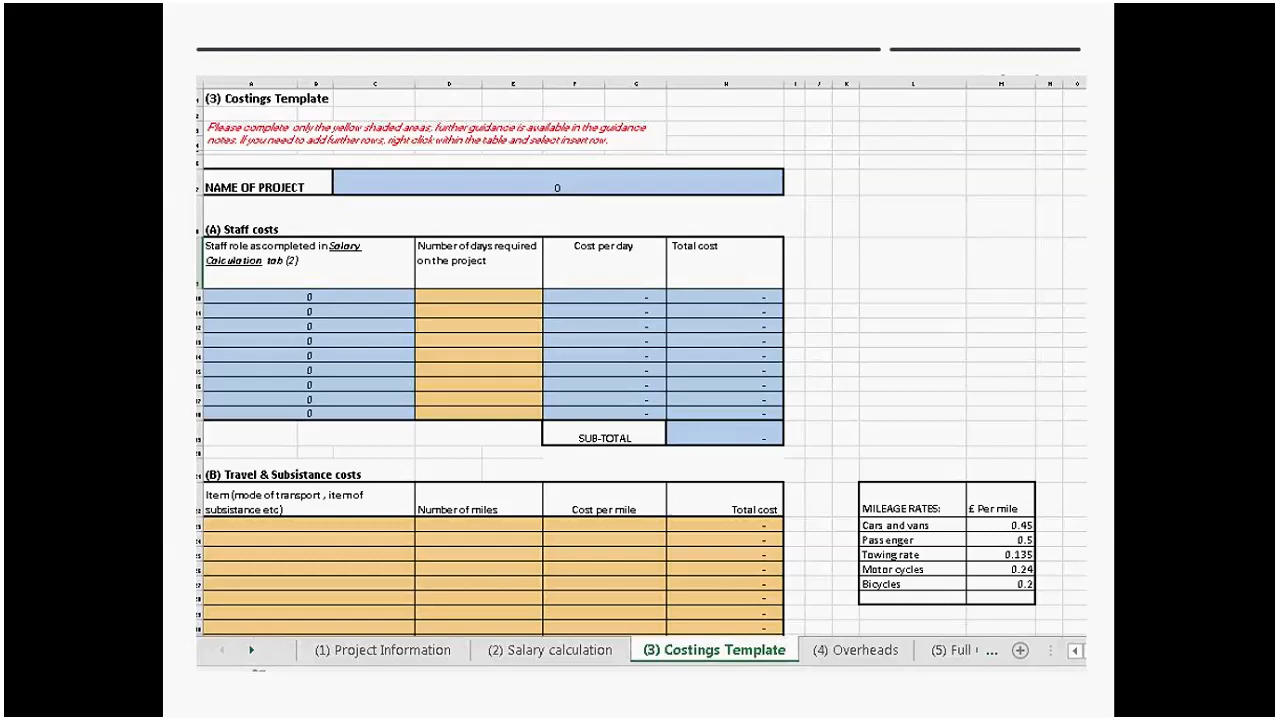 (3) Costings Template
Please complete only the yellow shaded areas, further guidance is available in the guidance
notes. If you need to add further rows, right click within the table and select insert row.
NAME OF PROJECT 0
(A) Staff costs
Staff role as completed in Salary
Calculation tab (2)
Number of days required
on the project
Cost per day
Total cost
0 - -
0 - -
0 - -
0 - -
0 - -
0 - -
0 - -
0 - -
0 - -
SUB-TOTAL -
(B) Travel & Subsistance costs
Item (mode of transport , item of
subsistance etc)
Number of miles
Cost per mile
Total cost
-
-
-
-
-
-
-
-
MILEAGE RATES: £ Per mile
Cars and vans 0.45
Passenger 0.5
Towing rate 0.135
Motor cycles 0.24
Bicycles 0.2
(1) Project Information (2) Salary calculation (3) Costings Template (4) Overheads (5) Full ...